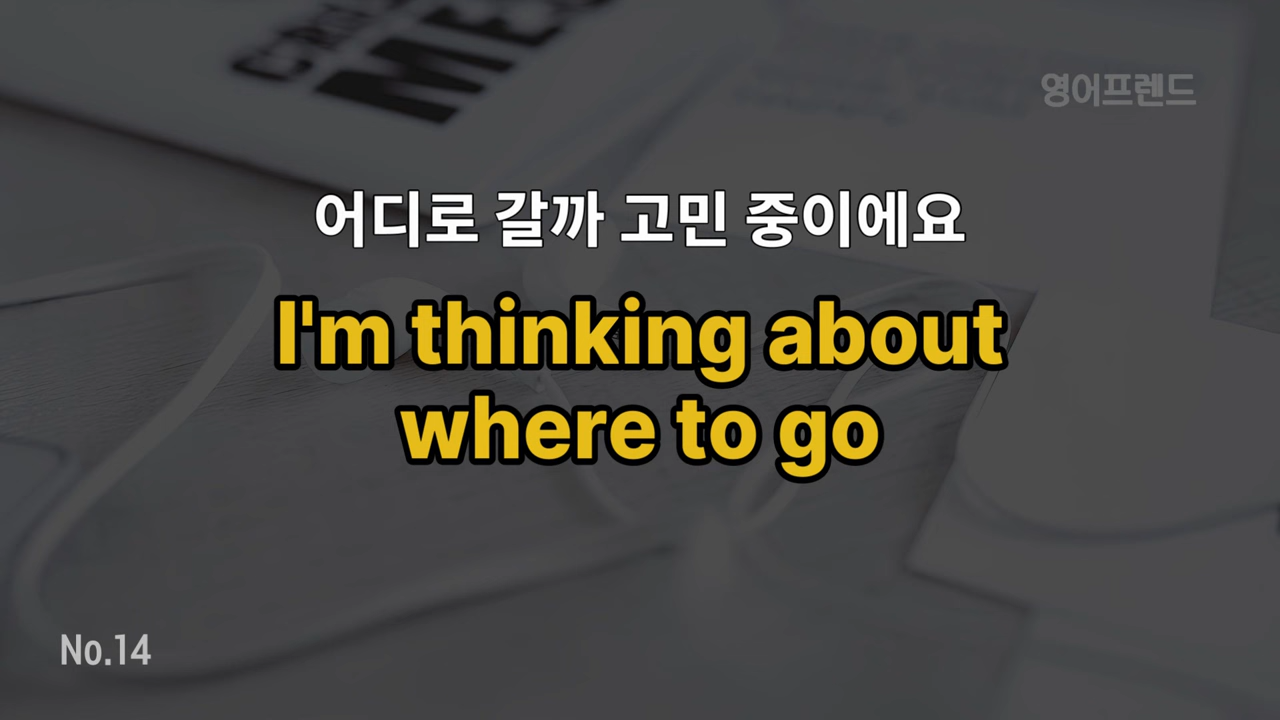 영어프렌드
어디로 갈까 고민 중이에요
I'm thinking about
where to go
No.14